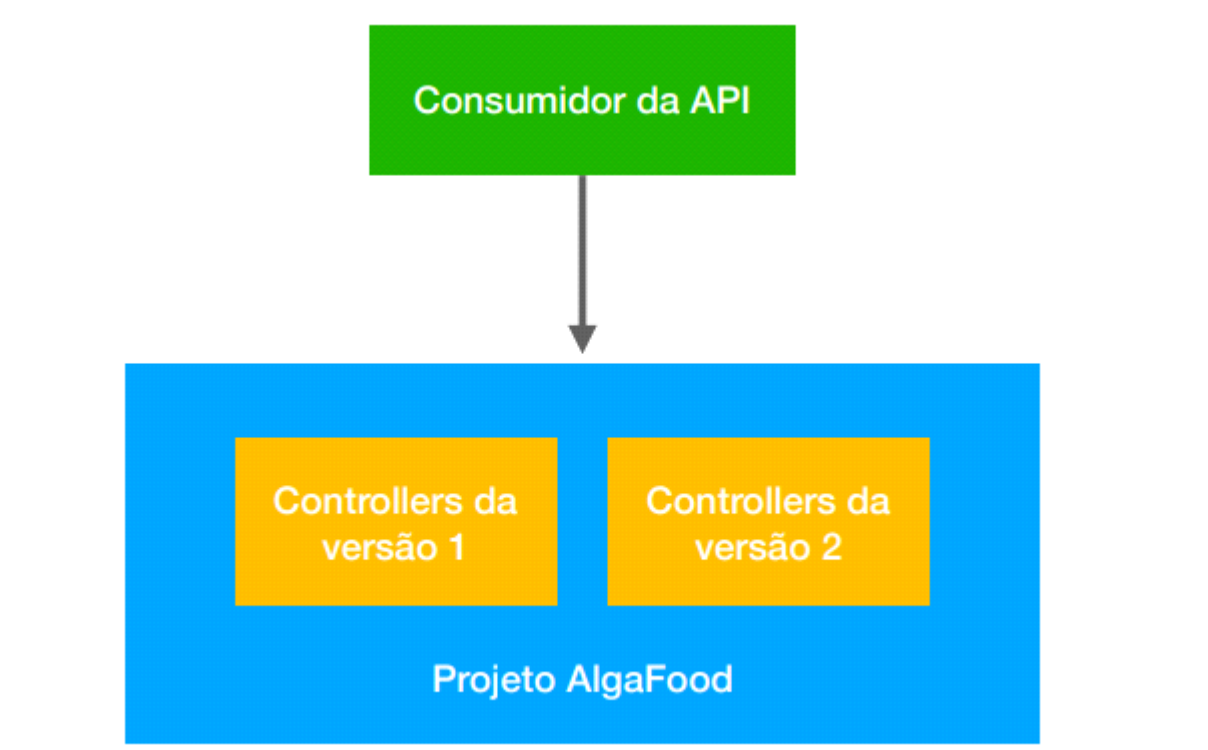 Consumidor da API
Controllers da
versão 1
Controllers da
versão 2
Projeto AlgaFood